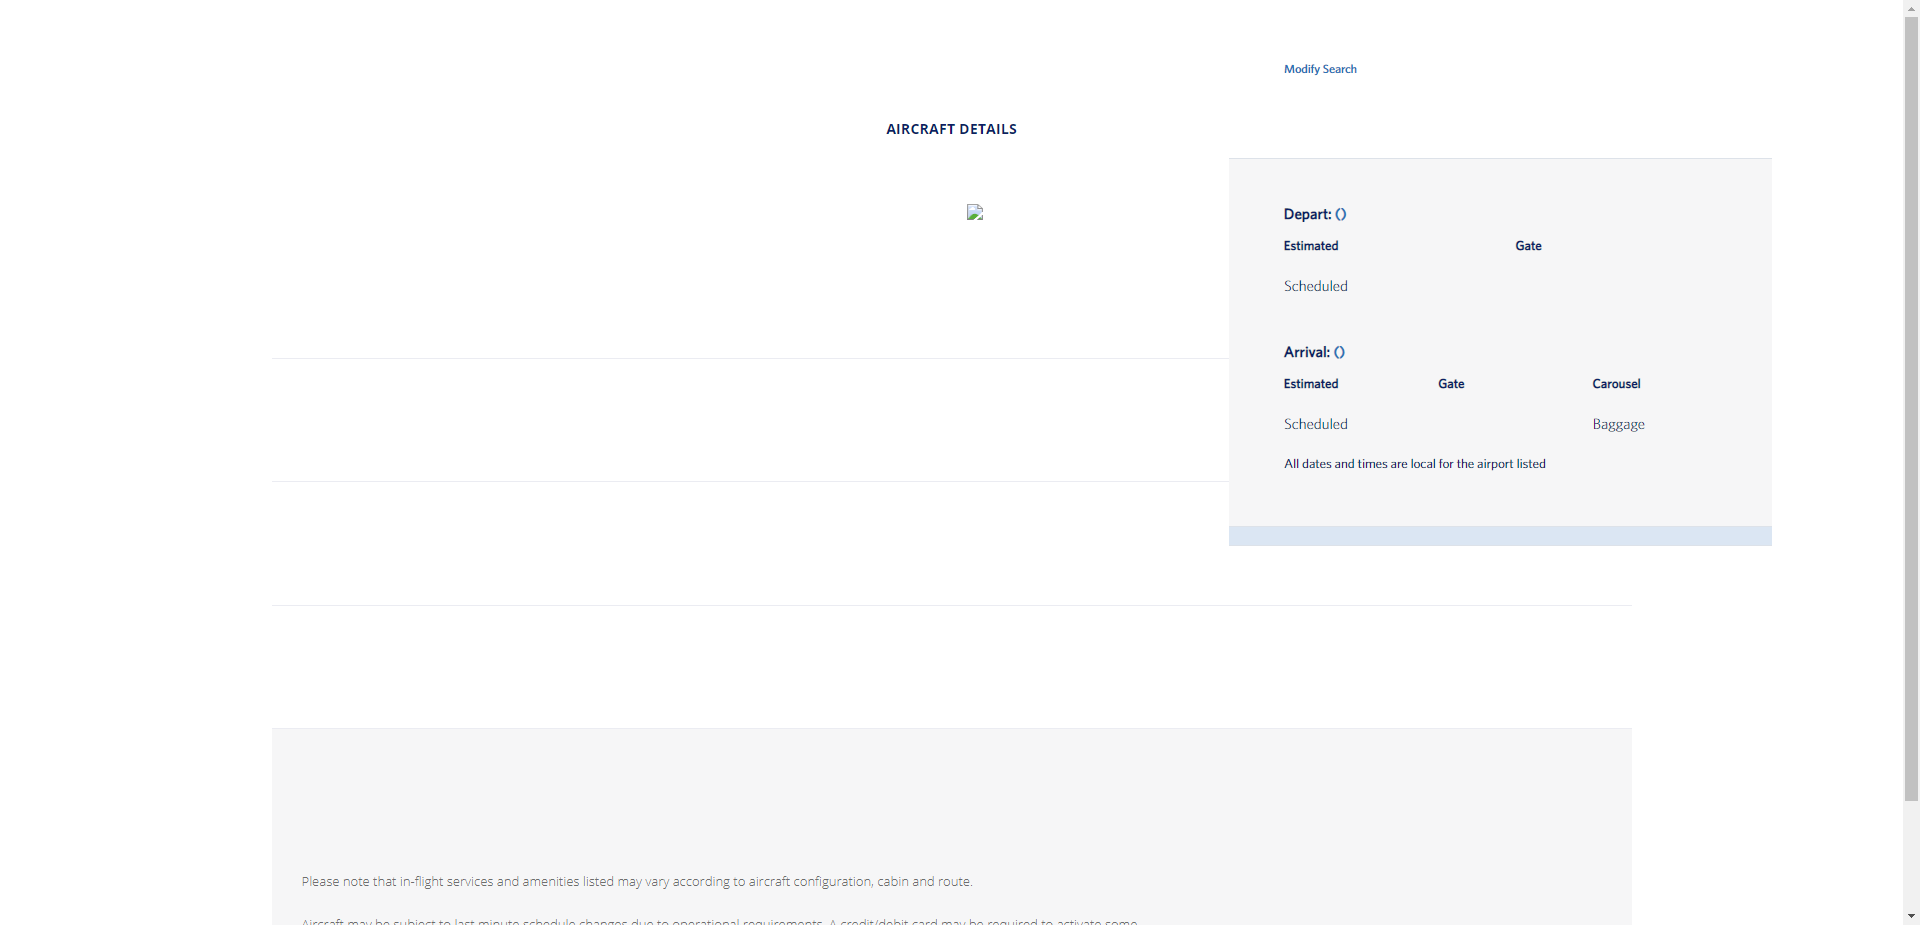 Modify Search
AIRCRAFT DETAILS
Depart: ()
Estimated Gate
Scheduled
Arrival: ()
Estimated Gate Carousel
Scheduled Baggage
All dates and times are local for the airport listed
Please note that in-flight services and amenities listed may vary according to aircraft configuration, cabin and route.
Aircraft may be subject to last minute schedule changes due to operational requirements. A credit/debit card may be required to activate some